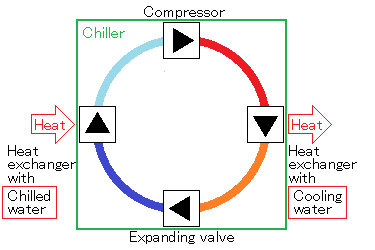 Compressor
Chiller
Heat
Heat
Heat
exchanger
with
Chilled
water
Heat
exchanger
with
Cooling
water
Expanding valve